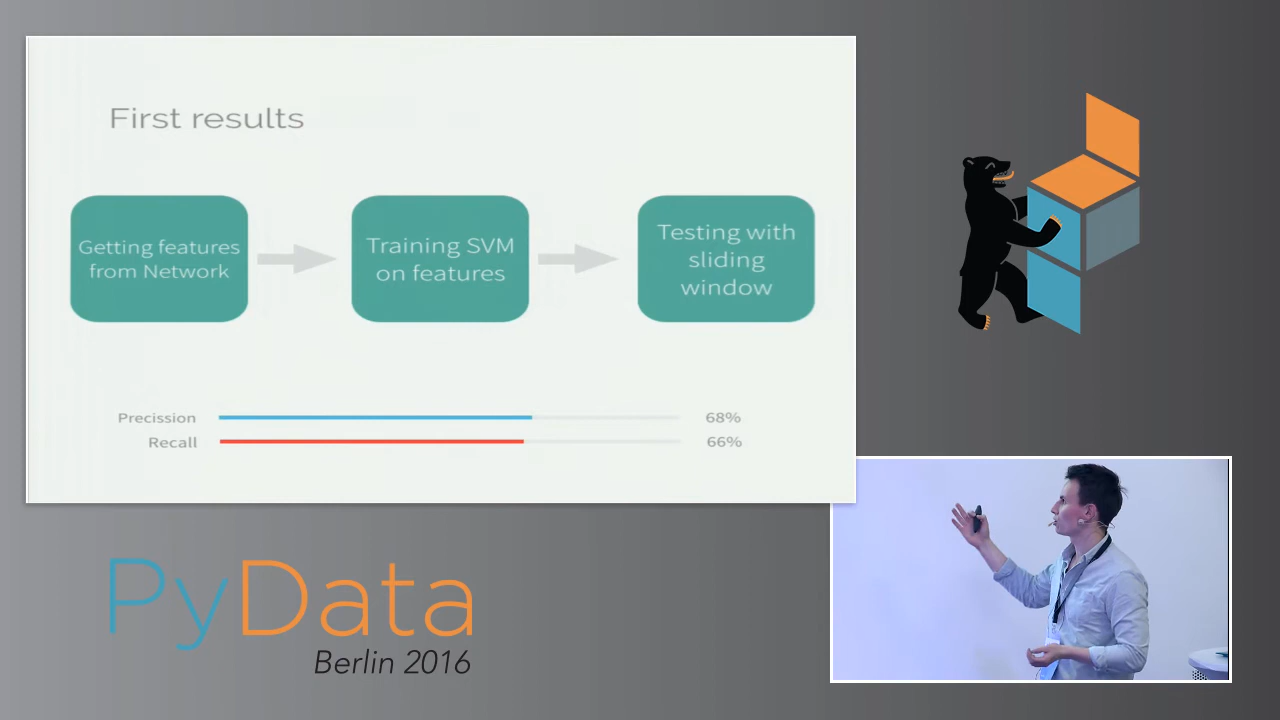 First results
Getting features
from Network
Training SVM
on features
Testing with
sliding
window
Precission 68%
Recall 66%
PyData
Berlin 2016